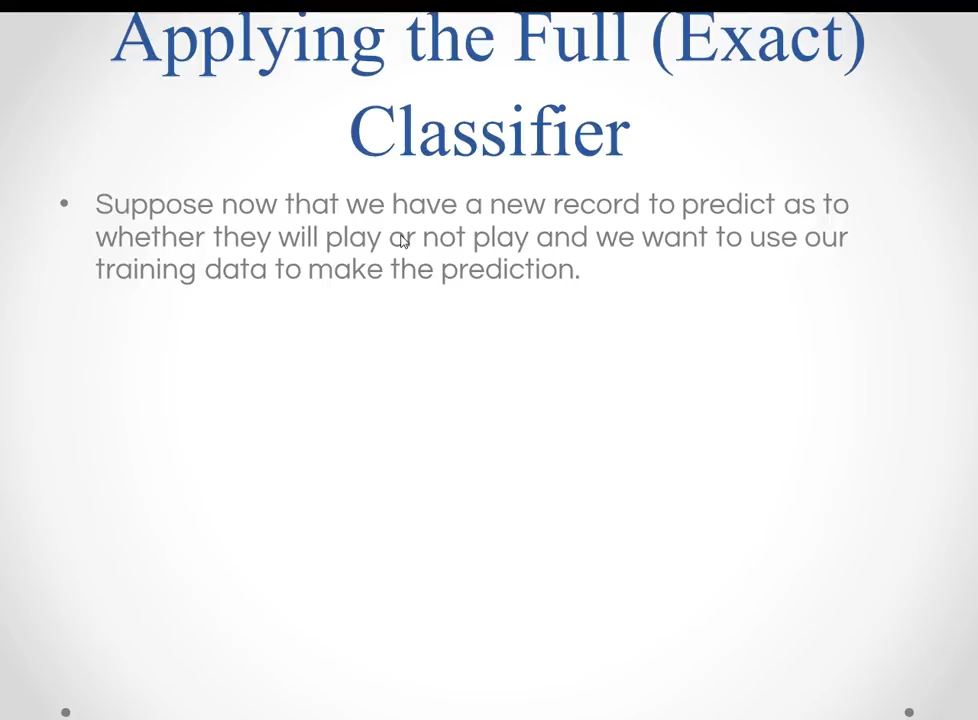 Applying the Full (Exact)
Classifier
• Suppose now that we have a new record to predict as to
whether they will play or not play and we want to use our
training data to make the prediction.